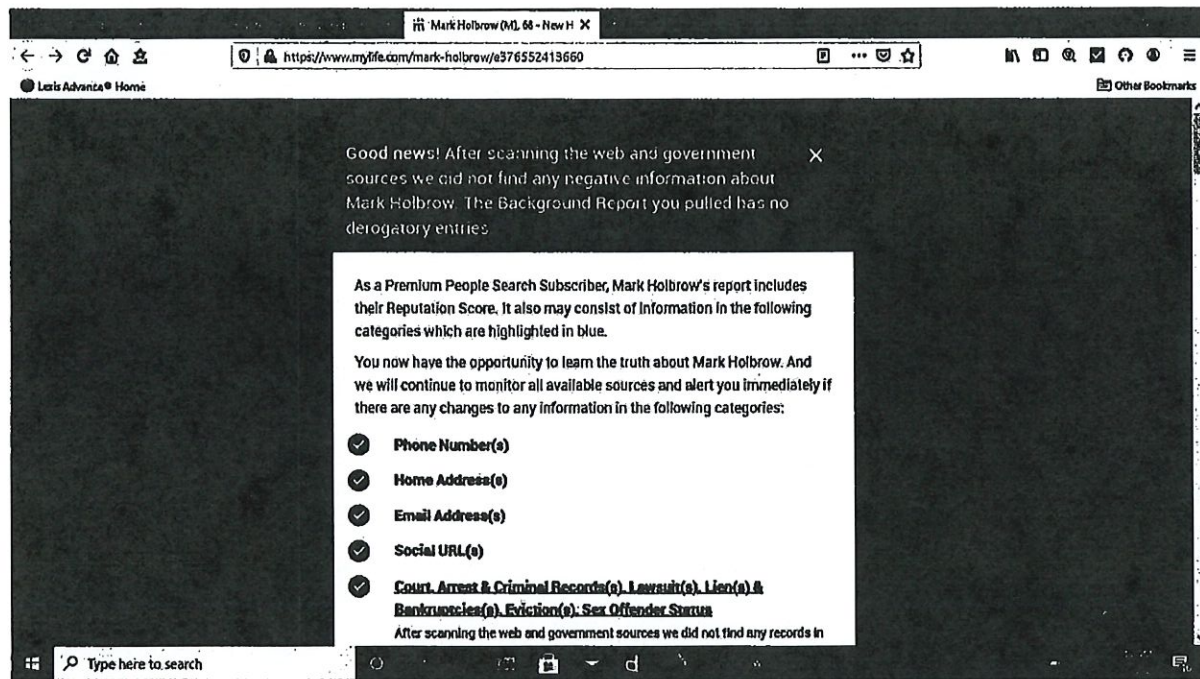 Mark Holbrow (M), 66 - New H X
https://www.mylife.com/mark-holbrow/e376552413660
Lexis Advance® Home
Other Bookmarks
Good news! After scanning the web and government
sources we did not find any negative information about
Mark Holbrow. The Background Report you pulled has no
derogatory entries
As a Premium People Search Subscriber, Mark Holbrow's report includes
their Reputation Score. It also may consist of information in the following
categories which are highlighted in blue.
You now have the opportunity to learn the truth about Mark Holbrow. And
we will continue to monitor all available sources and alert you immediately if
there are any changes to any information in the following categories:
Phone Number(s)
Home Address(s)
Email Address(s)
Social URL(s)
Court, Arrest & Criminal Records(s), Lawsuit(s), Lien(s) &
Bankruptcies(s), Eviction(s); Sex Offender Status
After scanning the web and government sources we did not find any records in
Type here to search